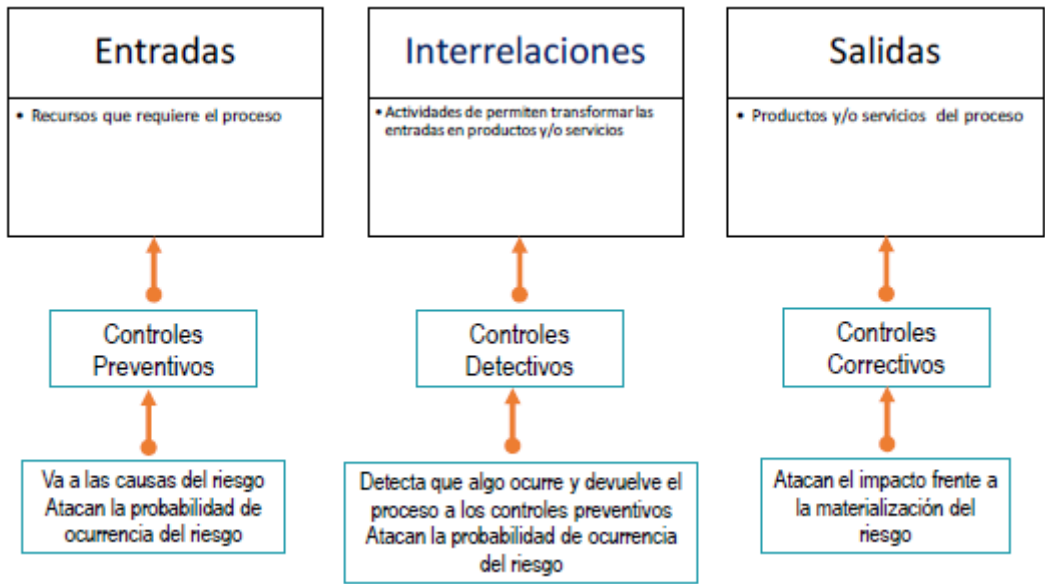 Entradas
• Recursos que requiere el proceso
Interrelaciones
• Actividades de permiten transformar las
entradas en productos y/o servicios
Salidas
• Productos y/o servicios del proceso
Controles
Preventivos
Controles
Detectivos
Controles
Correctivos
Va a las causas del riesgo
Atacan la probabilidad de
ocurrencia del riesgo
Detecta que algo ocurre y devuelve el
proceso a los controles preventivos
Atacan la probabilidad de ocurrencia
del riesgo
Atacan el impacto frente a
la materialización del
riesgo